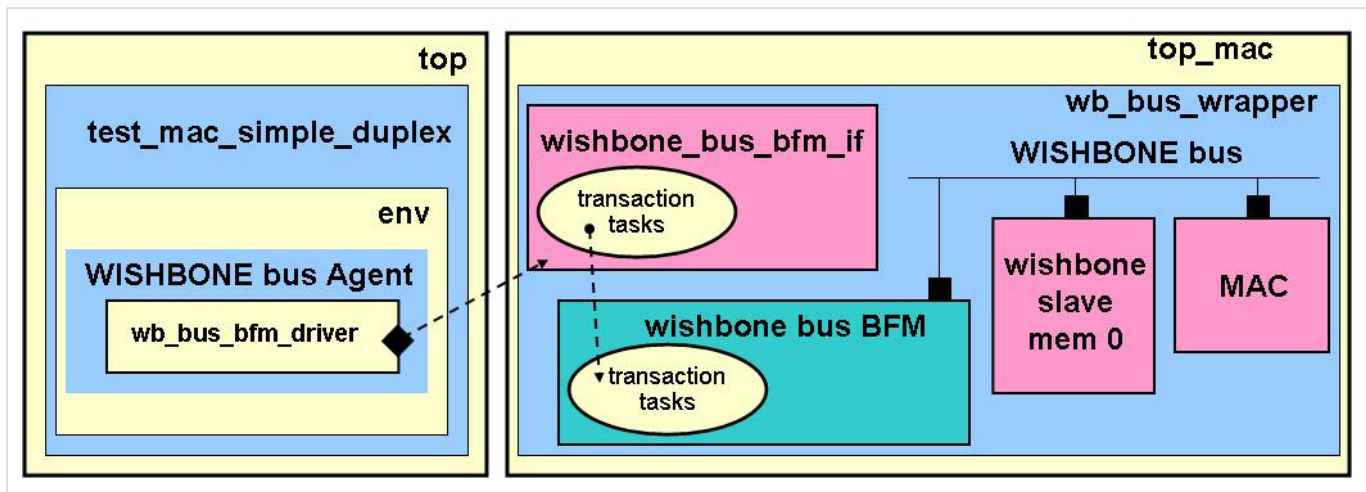 top
test_mac_simple_duplex
env
WISHBONE bus Agent
wb_bus_bfm_driver
top_mac
wb_bus_wrapper
wishbone_bus_bfm_if
transaction
tasks
WISHBONE bus
wishbone
slave
mem 0
MAC
wishbone bus BFM
transaction
tasks